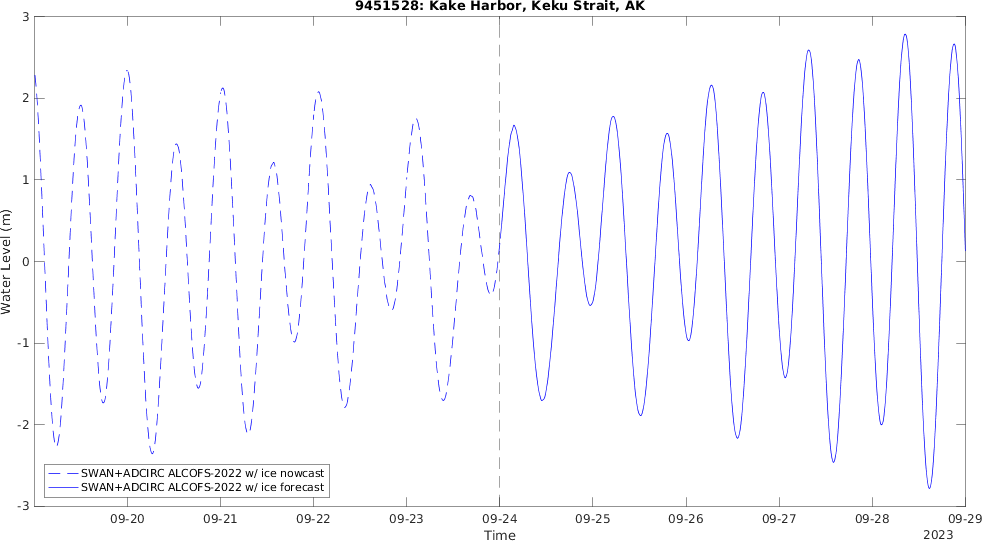 9451528: Kake Harbor, Keku Strait, AK
3
2
1
0
-1
-2
-3
Water Level (m)
SWAN+ADCIRC ALCOFS-2022 w/ ice nowcast
SWAN+ADCIRC ALCOFS-2022 w/ ice forecast
09-20 09-21 09-22 09-23 09-24 09-25 09-26 09-27 09-28 09-29
Time
2023